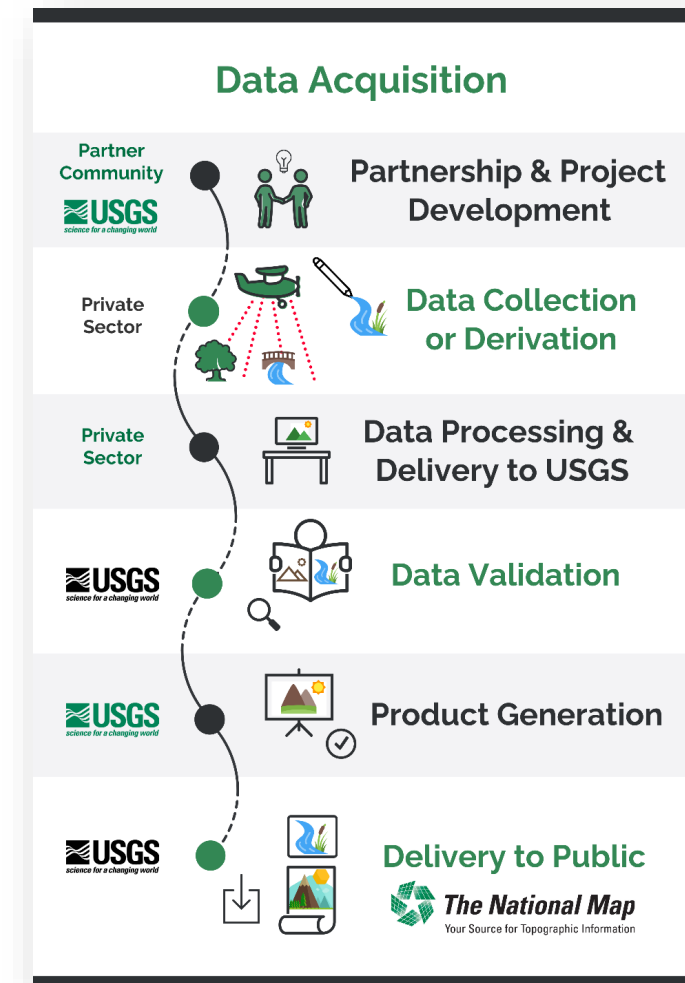 Data Acquisition
Partner
Community
USGS
science for a changing world
Partnership & Project
Development
Private
Sector
Data Collection
or Derivation
Private
Sector
Data Processing &
Delivery to USGS
USGS
science for a changing world
Data Validation
USGS
science for a changing world
Product Generation
USGS
science for a changing world
Delivery to Public
The National Map
Your Source for Topographic Information